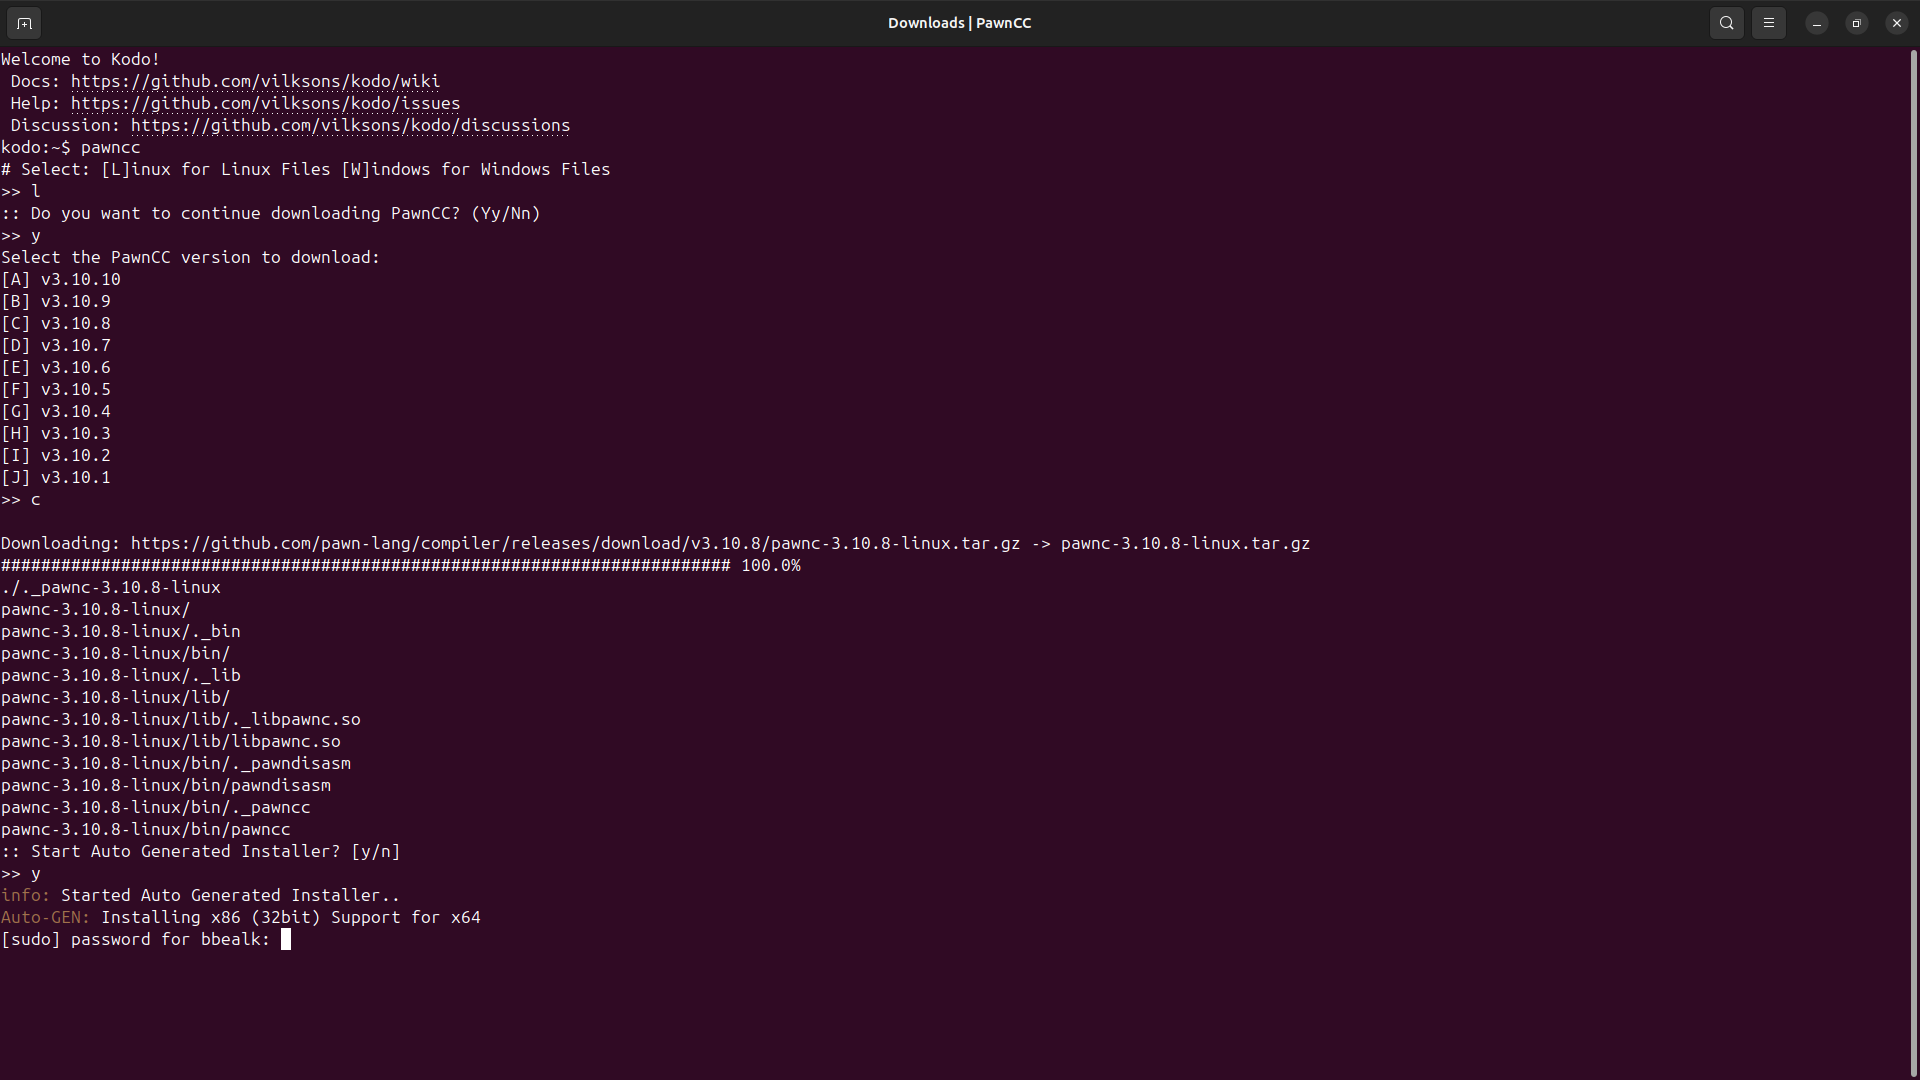 Downloads | PawnCC
Welcome to Kodo!
 Docs: https://github.com/vilksons/kodo/wiki
 Help: https://github.com/vilksons/kodo/issues
 Discussion: https://github.com/vilksons/kodo/discussions
kodo:~$ pawncc
# Select: [L]inux for Linux Files [W]indows for Windows Files
>> l
:: Do you want to continue downloading PawnCC? (Yy/Nn)
>> y
Select the PawnCC version to download:
[A] v3.10.10
[B] v3.10.9
[C] v3.10.8
[D] v3.10.7
[E] v3.10.6
[F] v3.10.5
[G] v3.10.4
[H] v3.10.3
[I] v3.10.2
[J] v3.10.1
>> c
Downloading: https://github.com/pawn-lang/compiler/releases/download/v3.10.8/pawnc-3.10.8-linux.tar.gz -> pawnc-3.10.8-linux.tar.gz
######################################################################### 100.0%
./._pawnc-3.10.8-linux
pawnc-3.10.8-linux/
pawnc-3.10.8-linux/._bin
pawnc-3.10.8-linux/bin/
pawnc-3.10.8-linux/._lib
pawnc-3.10.8-linux/lib/
pawnc-3.10.8-linux/lib/._libpawnc.so
pawnc-3.10.8-linux/lib/libpawnc.so
pawnc-3.10.8-linux/bin/._pawndisasm
pawnc-3.10.8-linux/bin/pawndisasm
pawnc-3.10.8-linux/bin/._pawncc
pawnc-3.10.8-linux/bin/pawncc
:: Start Auto Generated Installer? [y/n]
>> y
info: Started Auto Generated Installer..
Auto-GEN: Installing x86 (32bit) Support for x64
[sudo] password for bbealk: